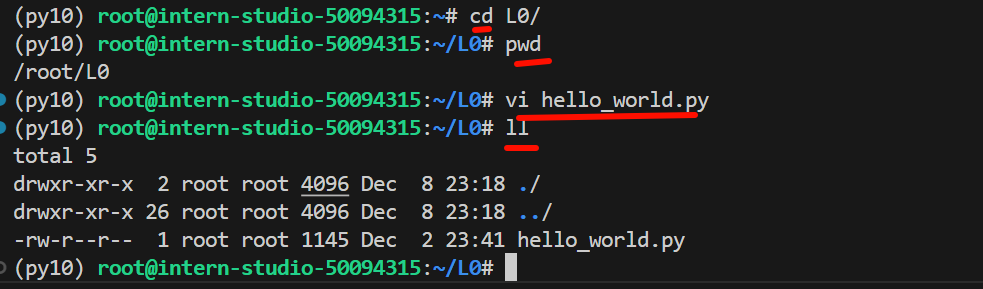 (py10) root@intern-studio-50094315:~# cd L0/
(py10) root@intern-studio-50094315:~/L0# pwd
/root/L0
(py10) root@intern-studio-50094315:~/L0# vi hello_world.py
(py10) root@intern-studio-50094315:~/L0# ll
total 5
drwxr-xr-x  2 root root 4096 Dec  8 23:18 ./
drwxr-xr-x 26 root root 4096 Dec  8 23:18 ../
-rw-r--r--  1 root root 1145 Dec  2 23:41 hello_world.py
(py10) root@intern-studio-50094315:~/L0#